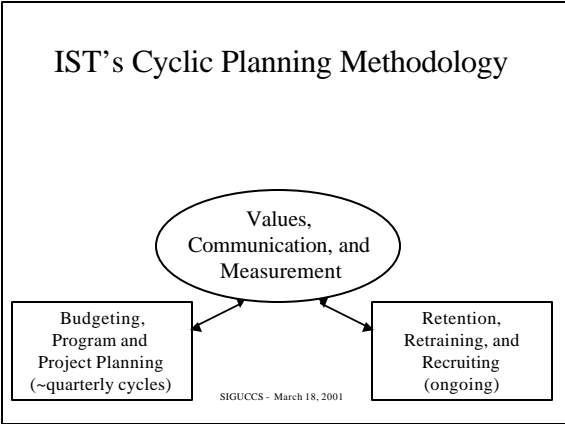 IST’s Cyclic Planning Methodology
Values,
Communication, and
Measurement
Budgeting,
Program and
Project Planning
(~quarterly cycles)
Retention,
Retraining, and
Recruiting
(ongoing)
SIGUCCS - March 18, 2001